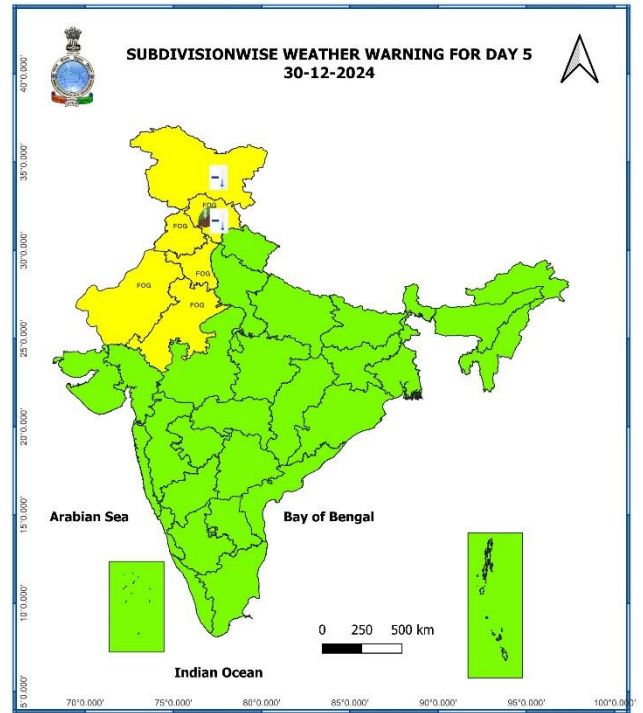 SUBDIVISIONWISE WEATHER WARNING FOR DAY 5
30-12-2024
40°0.000'
35°0.000'
30°0.000'
25°0.000'
20°0.000'
15°0.000'
10°0.000'
5°0.000'
FOG
FOG
FOG
FOG
FOG
Arabian Sea
Bay of Bengal
0 250 500 km
Indian Ocean
70°0.000' 75°0.000' 80°0.000' 85°0.000' 90°0.000' 95°0.000' 100°0.000'